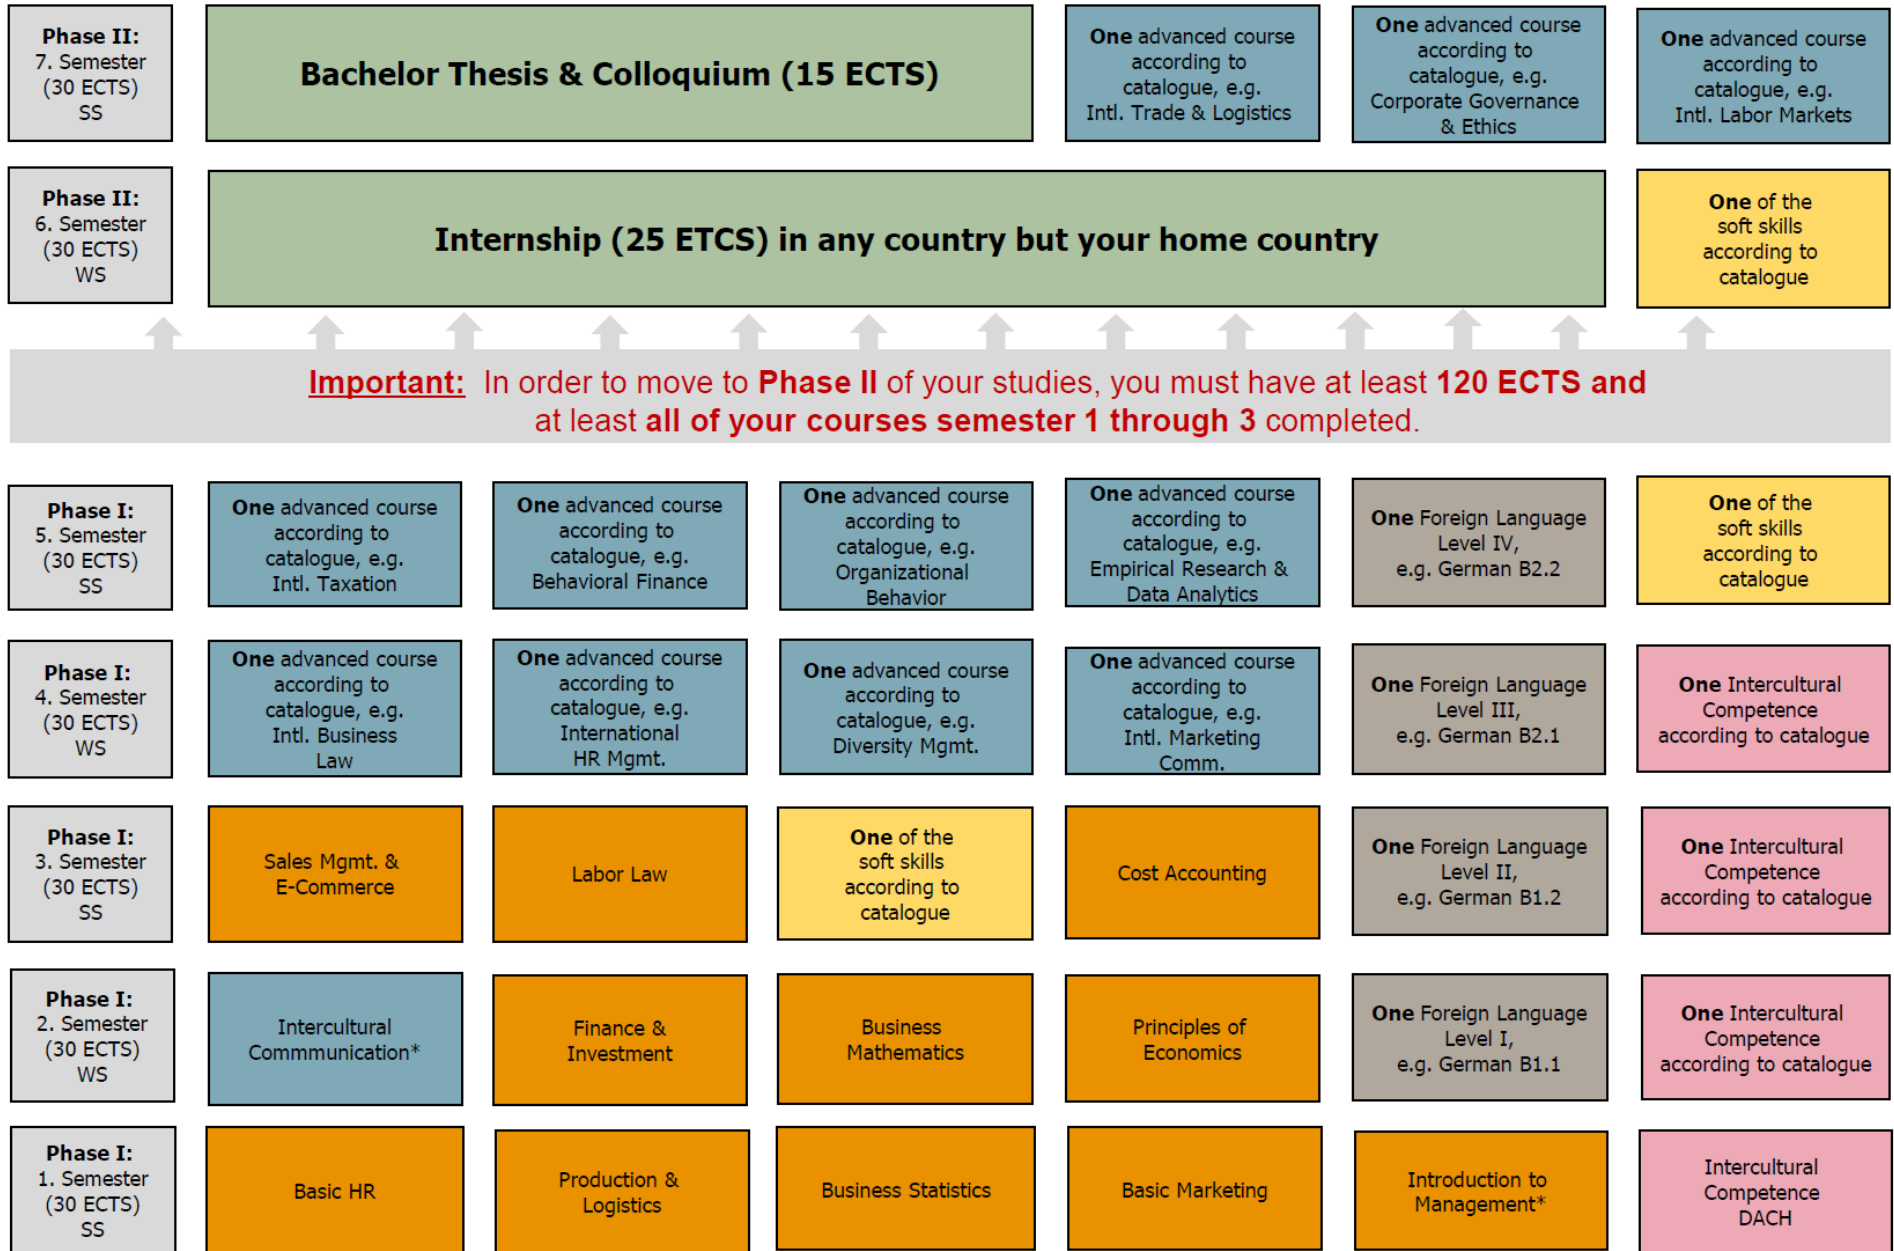 Phase II:
7. Semester
(30 ECTS)
SS
Bachelor Thesis & Colloquium (15 ECTS)
One advanced course
according to
catalogue, e.g.
Intl. Trade & Logistics
One advanced course
according to
catalogue, e.g.
Corporate Governance
& Ethics
One advanced course
according to
catalogue, e.g.
Intl. Labor Markets
Phase II:
6. Semester
(30 ECTS)
WS
Internship (25 ETCS) in any country but your home country
One of the
soft skills
according to
catalogue
Important: In order to move to Phase II of your studies, you must have at least 120 ECTS and
at least all of your courses semester 1 through 3 completed.
Phase I:
5. Semester
(30 ECTS)
SS
One advanced course
according to
catalogue, e.g.
Intl. Taxation
One advanced course
according to
catalogue, e.g.
Behavioral Finance
One advanced course
according to
catalogue, e.g.
Organizational
Behavior
One advanced course
according to
catalogue, e.g.
Empirical Research &
Data Analytics
One Foreign Language
Level IV,
e.g. German B2.2
One of the
soft skills
according to
catalogue
Phase I:
4. Semester
(30 ECTS)
WS
One advanced course
according to
catalogue, e.g.
Intl. Business
Law
One advanced course
according to
catalogue, e.g.
International
HR Mgmt.
One advanced course
according to
catalogue, e.g.
Diversity Mgmt.
One advanced course
according to
catalogue, e.g.
Intl. Marketing
Comm.
One Foreign Language
Level III,
e.g. German B2.1
One Intercultural
Competence
according to catalogue
Phase I:
3. Semester
(30 ECTS)
SS
Sales Mgmt. &
E-Commerce
Labor Law
One of the
soft skills
according to
catalogue
Cost Accounting
One Foreign Language
Level II,
e.g. German B1.2
One Intercultural
Competence
according to catalogue
Phase I:
2. Semester
(30 ECTS)
WS
Intercultural
Commmunication*
Finance &
Investment
Business
Mathematics
Principles of
Economics
One Foreign Language
Level I,
e.g. German B1.1
One Intercultural
Competence
according to catalogue
Phase I:
1. Semester
(30 ECTS)
SS
Basic HR
Production &
Logistics
Business Statistics
Basic Marketing
Introduction to
Management*
Intercultural
Competence
DACH